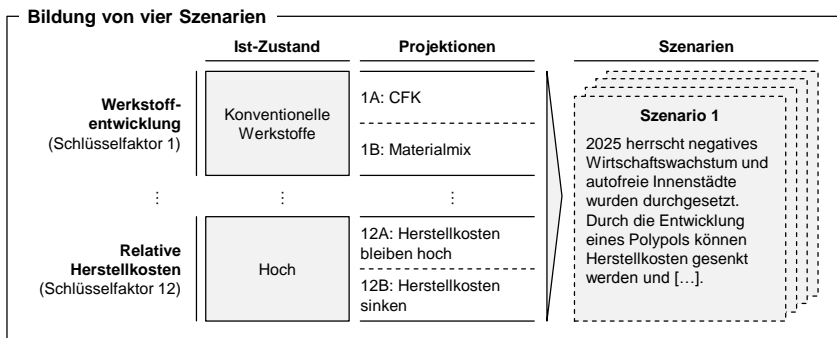 Bildung von vier Szenarien
Ist-Zustand
Projektionen
Szenarien
Werkstoff-
entwicklung
(Schlüsselfaktor 1)
Konventionelle
Werkstoffe
1A: CFK
1B: Materialmix
...
...
...
Relative
Herstellkosten
(Schlüsselfaktor 12)
Hoch
12A: Herstellkosten
bleiben hoch
12B: Herstellkosten
sinken
Szenario 1
2025 herrscht negatives
Wirtschaftswachstum und
autofreie Innenstädte
wurden durchgesetzt.
Durch die Entwicklung
eines Polypols können
Herstellkosten gesenkt
werden und […].